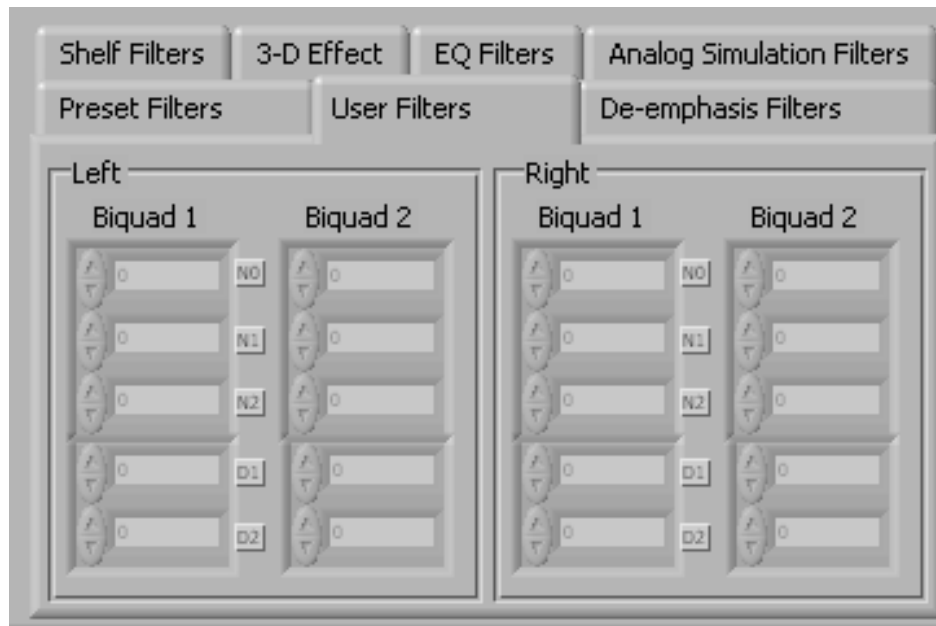 Shelf Filters 3-D Effect EQ Filters Analog Simulation Filters
Preset Filters User Filters De-emphasis Filters
Left Right
Biquad 1 Biquad 2 Biquad 1 Biquad 2
0 N0 0 0 N0 0
0 N1 0 0 N1 0
0 N2 0 0 N2 0
0 D1 0 0 D1 0
0 D2 0 0 D2 0